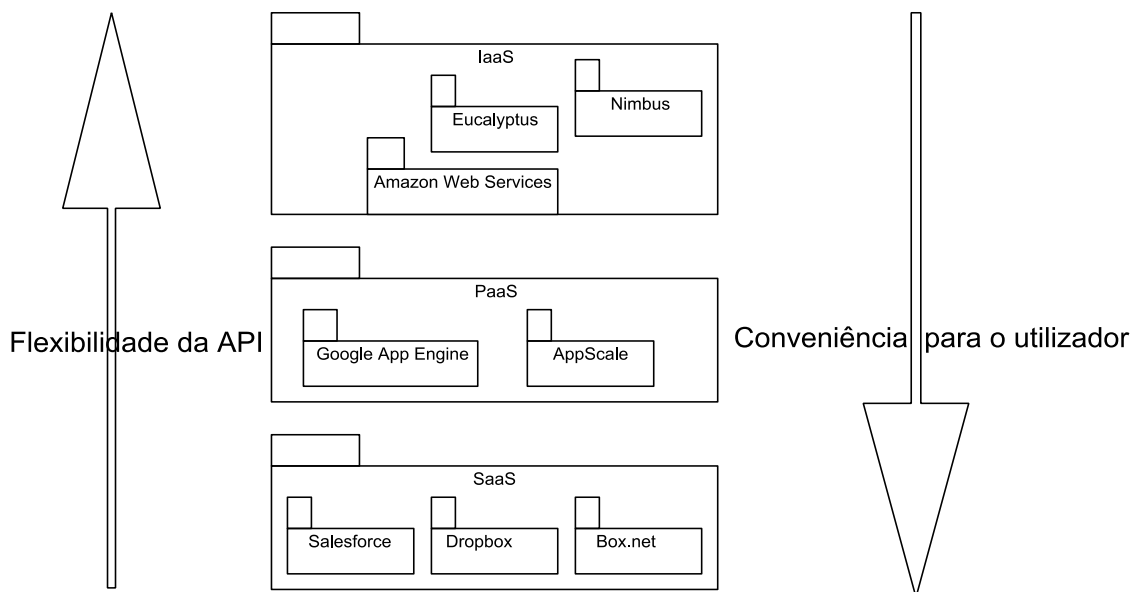 IaaS
Nimbus
Eucalyptus
Amazon Web Services
PaaS
Flexibilidade da API
Google App Engine
AppScale
Conveniência para o utilizador
SaaS
Salesforce
Dropbox
Box.net